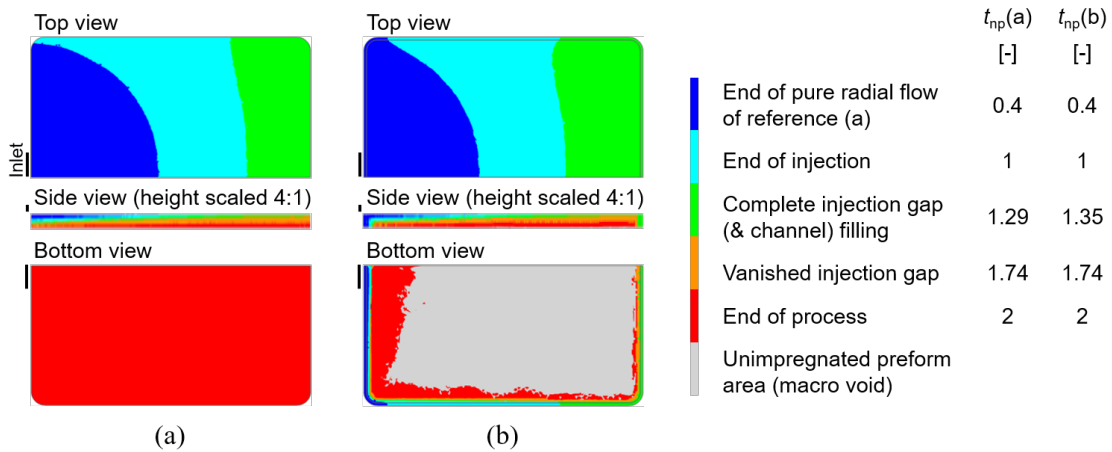 Top view
Top view
Inlet
Side view (height scaled 4:1)
Side view (height scaled 4:1)
Bottom view
Bottom view
(a)
(b)
tnp(a)
tnp(b)
[-]
[-]
End of pure radial flow
of reference (a)
0.4
0.4
End of injection
1
1
Complete injection gap
(& channel) filling
1.29
1.35
Vanished injection gap
1.74
1.74
End of process
2
2
Unimpregnated preform
area (macro void)